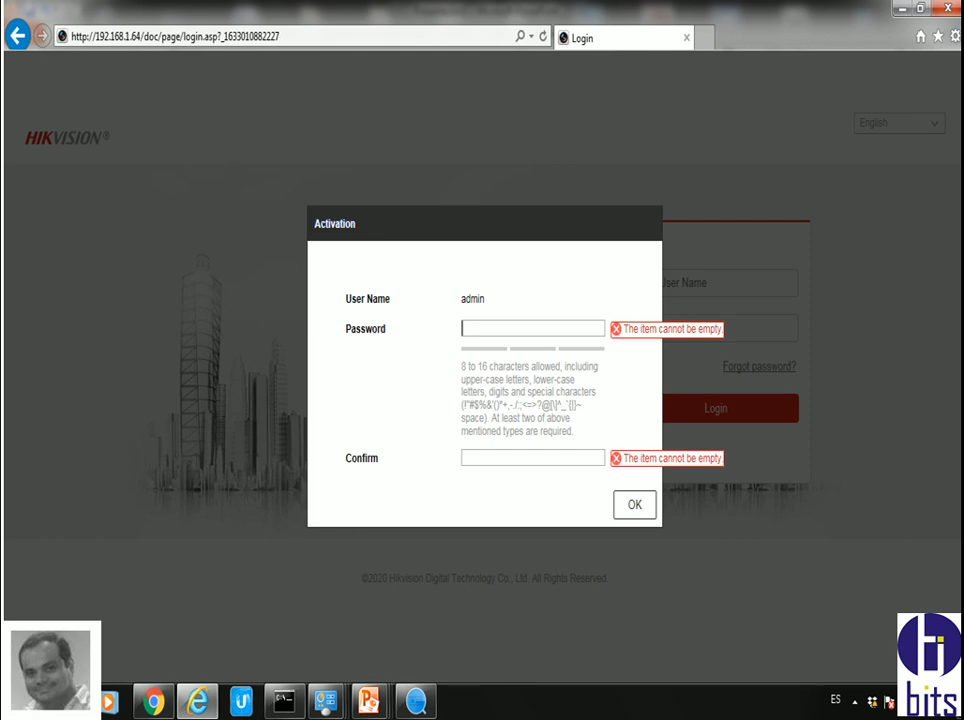 http://192.168.1.64/doc/page/login.asp?_1633010882227
Login
HIKVISION®
English
Activation
User Name
admin
User Name
Password
The item cannot be empty.
Forgot password?
8 to 16 characters allowed, including
upper-case letters, lower-case
letters, digits and special characters
(!"#$%&'()*+,-./:;<=>?@[\]^_`{|}~
space). At least two of above
mentioned types are required.
Login
Confirm
The item cannot be empty.
OK
©2020 Hikvision Digital Technology Co., Ltd. All Rights Reserved.
ES
hi
bits